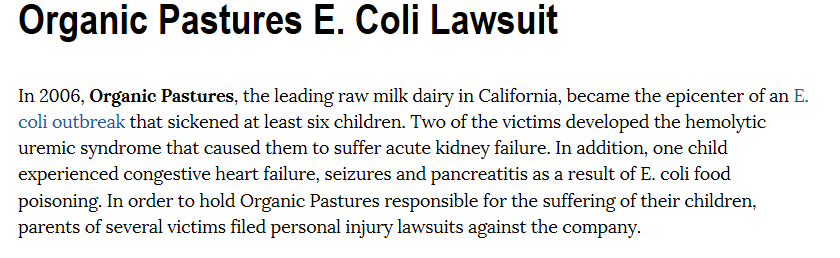 Organic Pastures E. Coli Lawsuit
In 2006, Organic Pastures, the leading raw milk dairy in California, became the epicenter of an E.
coli outbreak that sickened at least six children. Two of the victims developed the hemolytic
uremic syndrome that caused them to suffer acute kidney failure. In addition, one child
experienced congestive heart failure, seizures and pancreatitis as a result of E. coli food
poisoning. In order to hold Organic Pastures responsible for the suffering of their children,
parents of several victims filed personal injury lawsuits against the company.